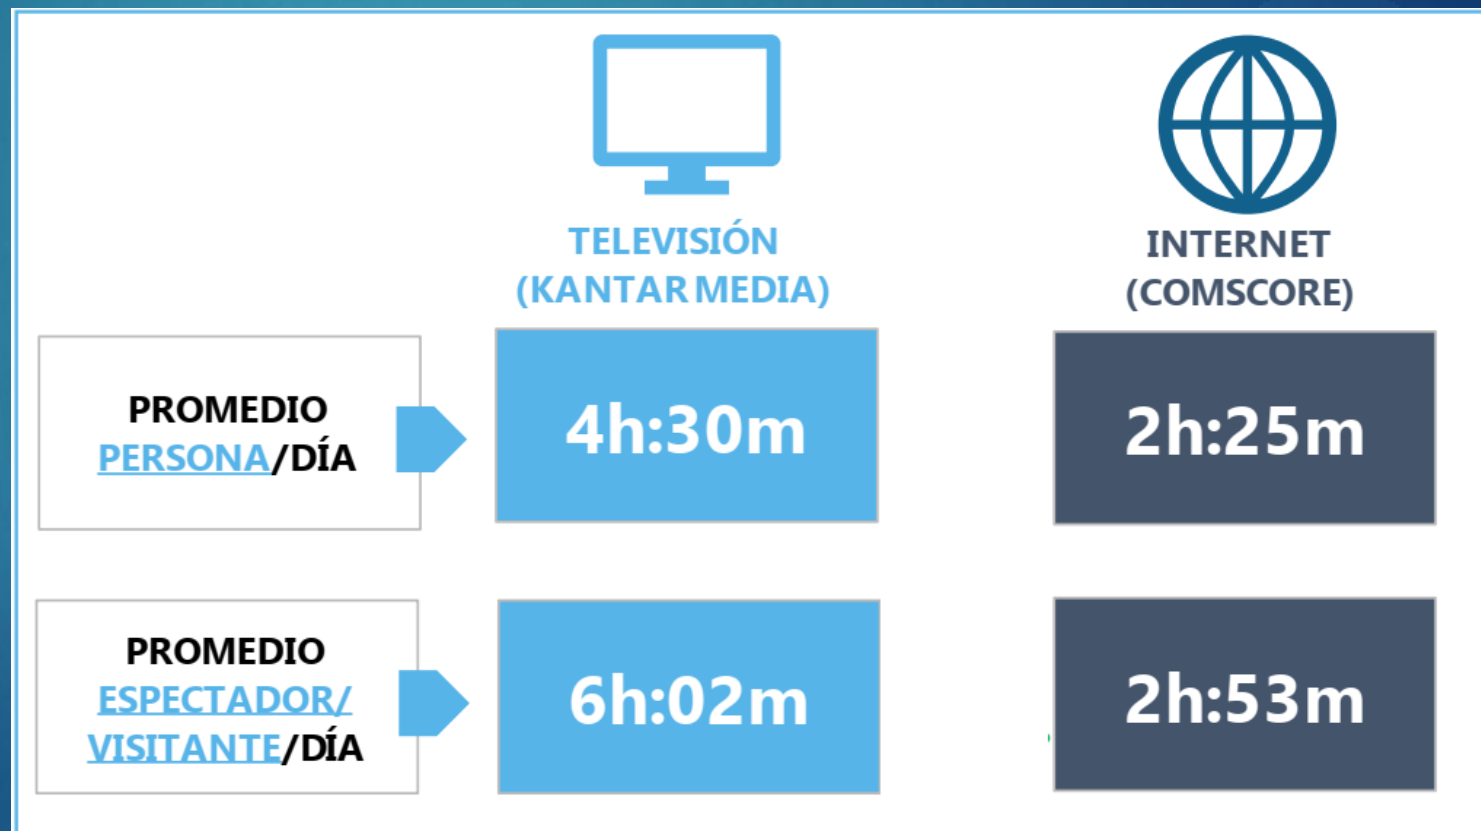 TELEVISIÓN
(KANTAR MEDIA)
INTERNET
(COMSCORE)
PROMEDIO
PERSONA/DÍA
4h:30m
2h:25m
PROMEDIO
ESPECTADOR/
VISITANTE/DÍA
6h:02m
2h:53m